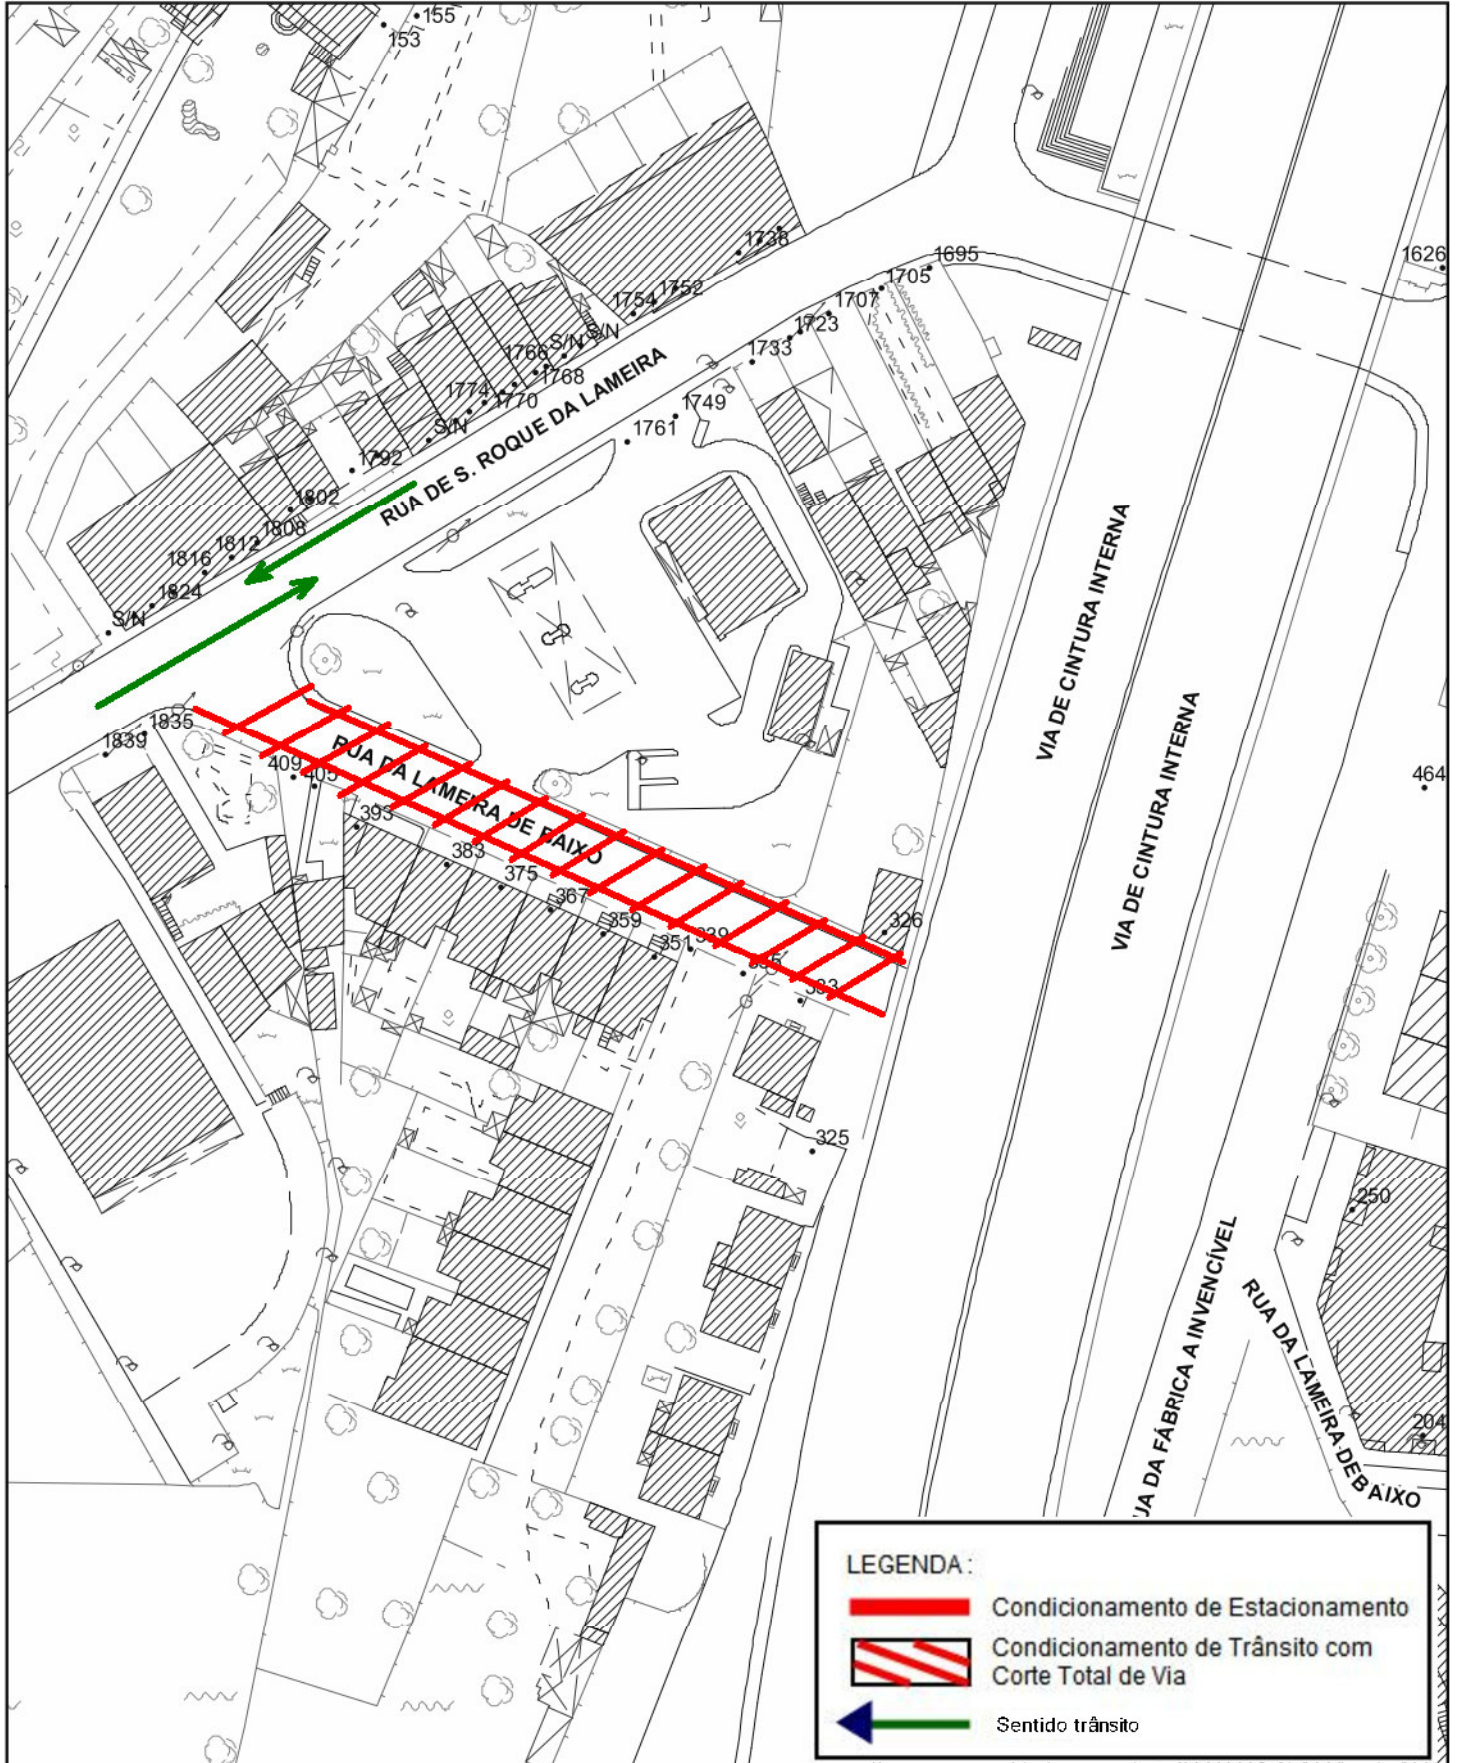 155
153
1738
1695
1626
1705
1752
1707
1754
1723
S/N
S/N
1733
1766
1768
1774
1770
1749
S/N
1761
RUA DE S. ROQUE DA LAMEIRA
1792
1802
1808
1812
1816
1824
S/N
VIA DE CINTURA INTERNA
VIA DE CINTURA INTERNA
1835
1839
RUA DA LAMEIRA DE BAIXO
409
405
464
393
383
375
367
359
351
339
326
335
333
325
250
RUA DA FÁBRICA A INVENCÍVEL
RUA DA LAMEIRA DE BAIXO
204
LEGENDA :
Condicionamento de Estacionamento
Condicionamento de Trânsito com
Corte Total de Via
Sentido trânsito